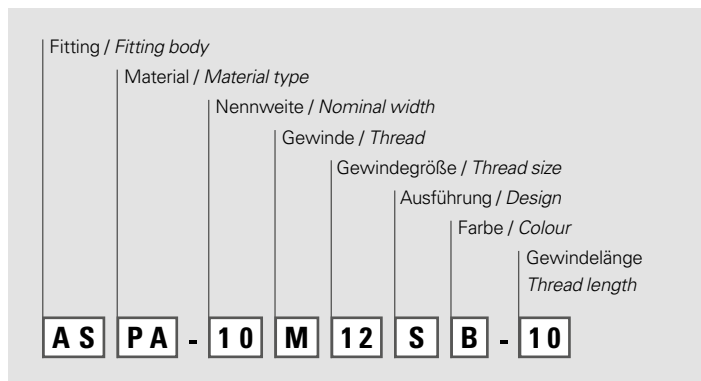 Fitting / Fitting body
Material / Material type
Nennweite / Nominal width
Gewinde / Thread
Gewindegröße / Thread size
Ausführung / Design
Farbe / Colour
Gewindelänge
Thread length
AS PA - 10 M 12 S B - 10